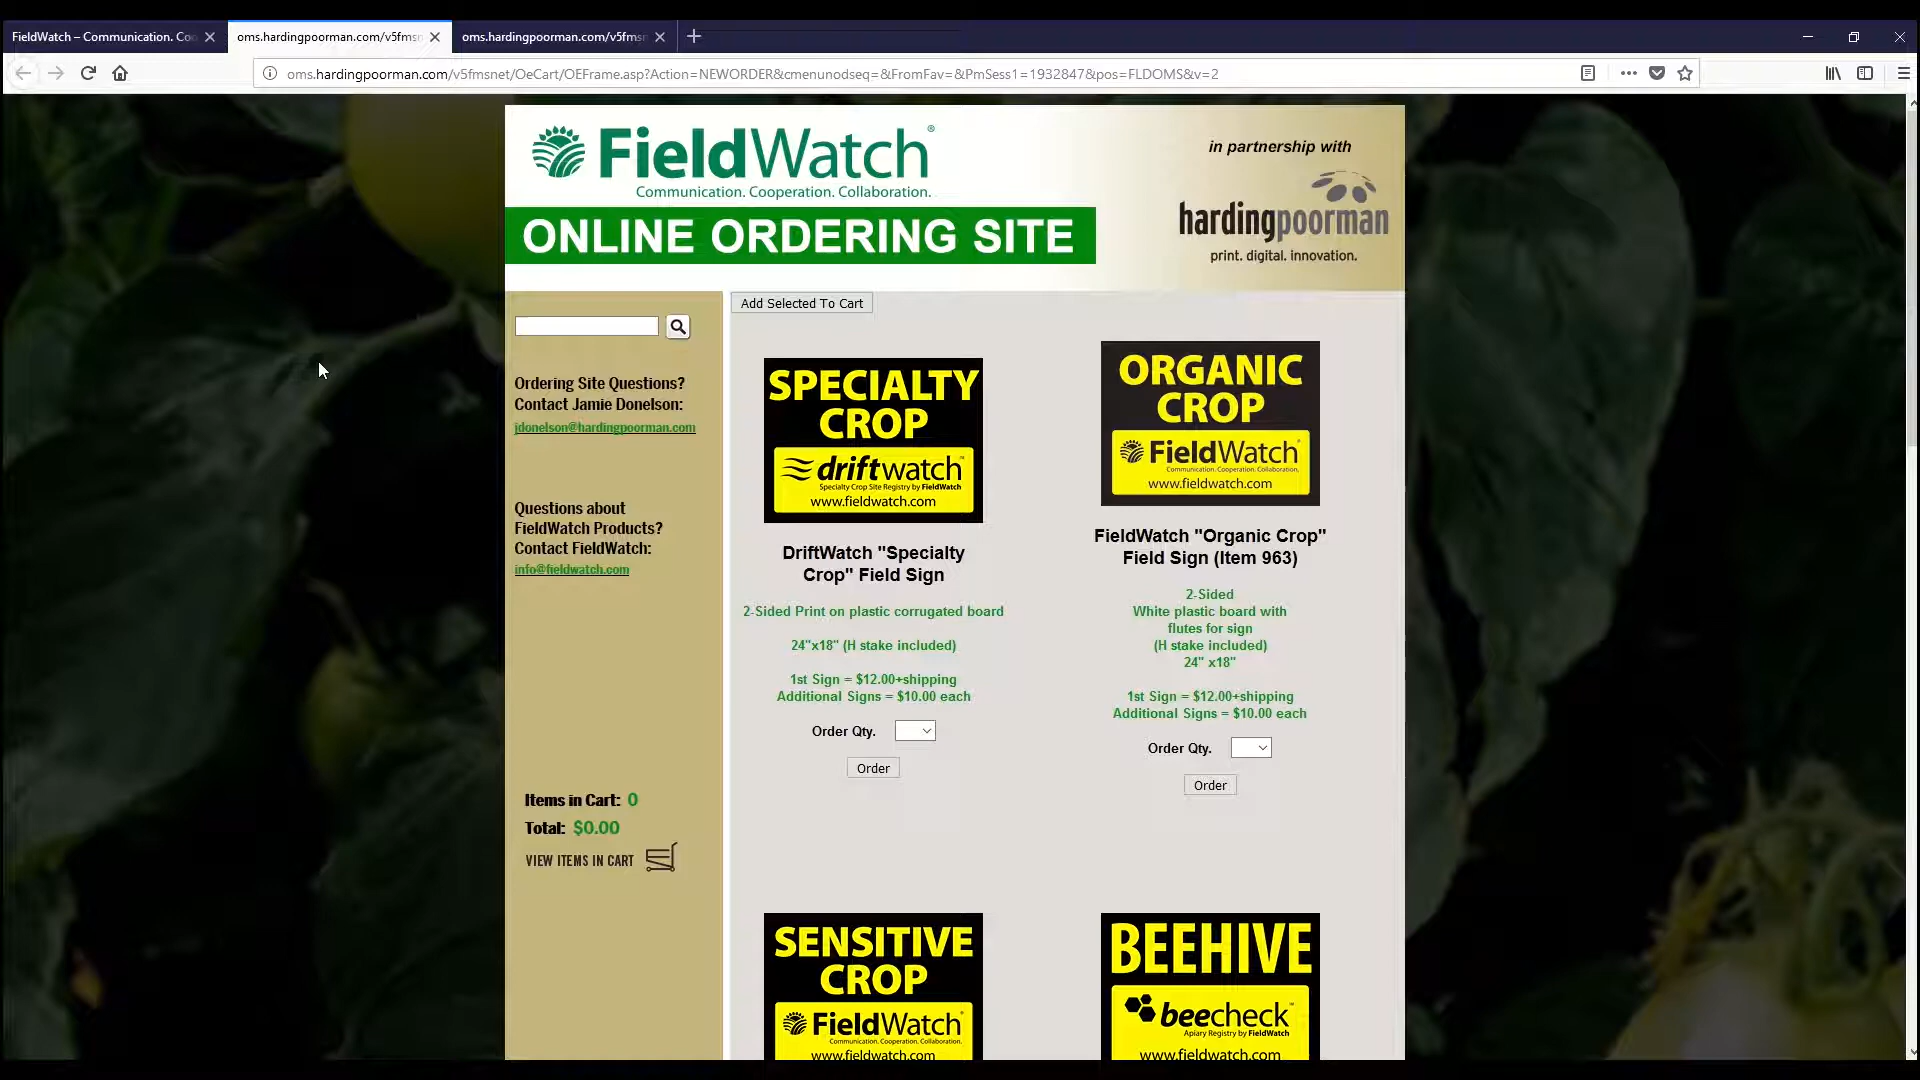 FieldWatch – Communication. Co
oms.hardingpoorman.com/v5fmsn
oms.hardingpoorman.com/v5fmsn
oms.hardingpoorman.com/v5fmsnet/OeCart/OEFrame.asp?Action=NEWORDER&cmenunodseq=&FromFav=&PmSess1=1932847&pos=FLDOMS&v=2
FieldWatch®
Communication. Cooperation. Collaboration.
ONLINE ORDERING SITE
in partnership with
hardingpoorman
print. digital. innovation.
Add Selected To Cart
Ordering Site Questions?
Contact Jamie Donelson:
jdonelson@hardingpoorman.com
Questions about
FieldWatch Products?
Contact FieldWatch:
info@fieldwatch.com
Items in Cart: 0
Total: $0.00
VIEW ITEMS IN CART
SPECIALTY
CROP
driftwatch™
Specialty Crop Site Registry by FieldWatch
www.fieldwatch.com
DriftWatch "Specialty
Crop" Field Sign
2-Sided Print on plastic corrugated board
24"x18" (H stake included)
1st Sign = $12.00+shipping
Additional Signs = $10.00 each
Order Qty.
Order
ORGANIC
CROP
FieldWatch
Communication. Cooperation. Collaboration.
www.fieldwatch.com
FieldWatch "Organic Crop"
Field Sign (Item 963)
2-Sided
White plastic board with
flutes for sign
(H stake included)
24" x18"
1st Sign = $12.00+shipping
Additional Signs = $10.00 each
Order Qty.
Order
SENSITIVE
CROP
FieldWatch
Communication. Cooperation. Collaboration.
www.fieldwatch.com
BEEHIVE
beecheck™
Apiary Registry by FieldWatch
www.fieldwatch.com